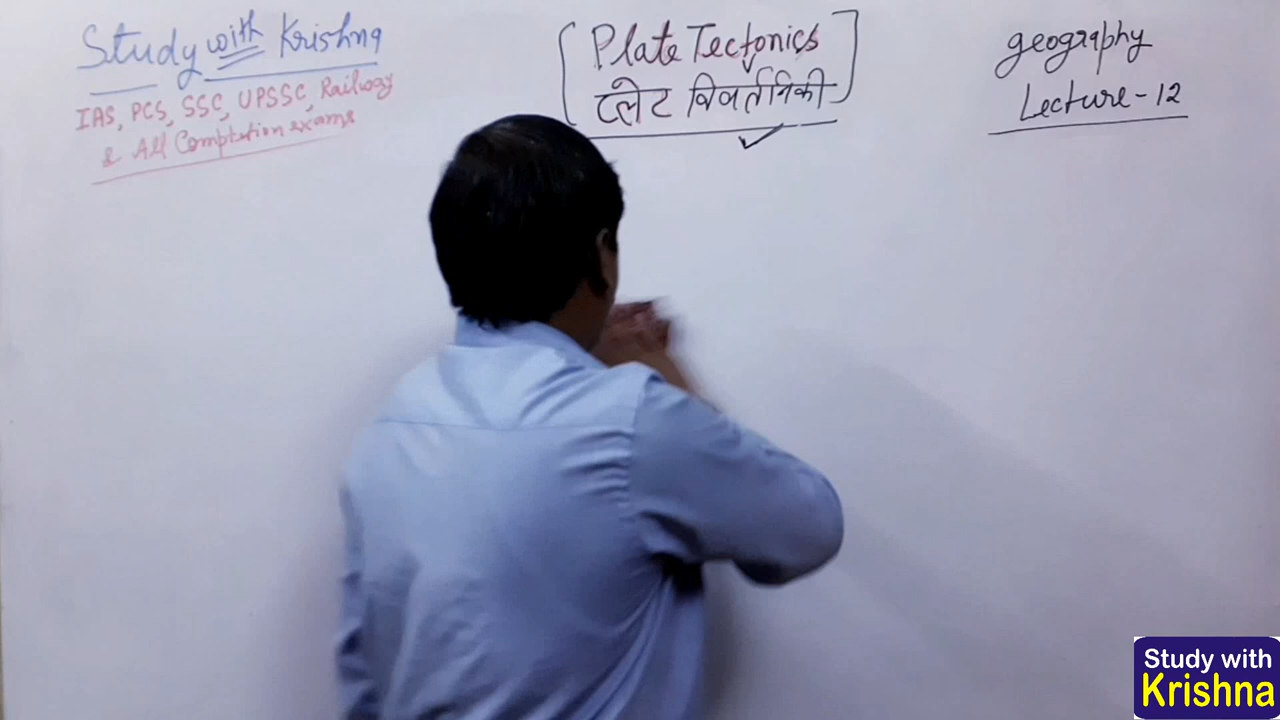 Study with Krishna
IAS, PCS, SSC, UPSSC, Railway
& All Comptetion exams
[Plate Tectonics
प्लेट विवर्तनिकी]
geography
Lecture-12
Study with
Krishna